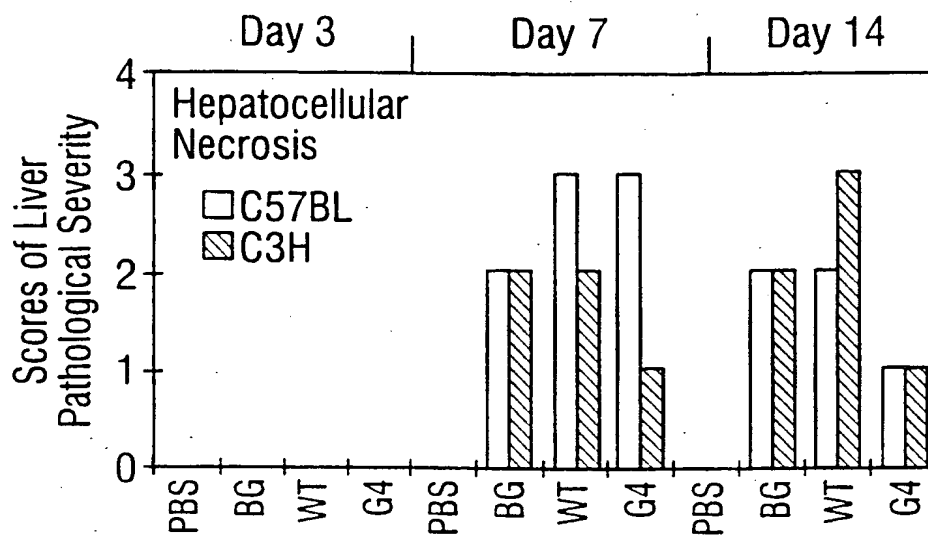 Day 3
Day 7
Day 14
Scores of Liver
Pathological Severity
4
3
2
1
0
Hepatocellular
Necrosis
C57BL
C3H
PBS
BG
WT
G4
PBS
BG
WT
G4
PBS
BG
WT
G4